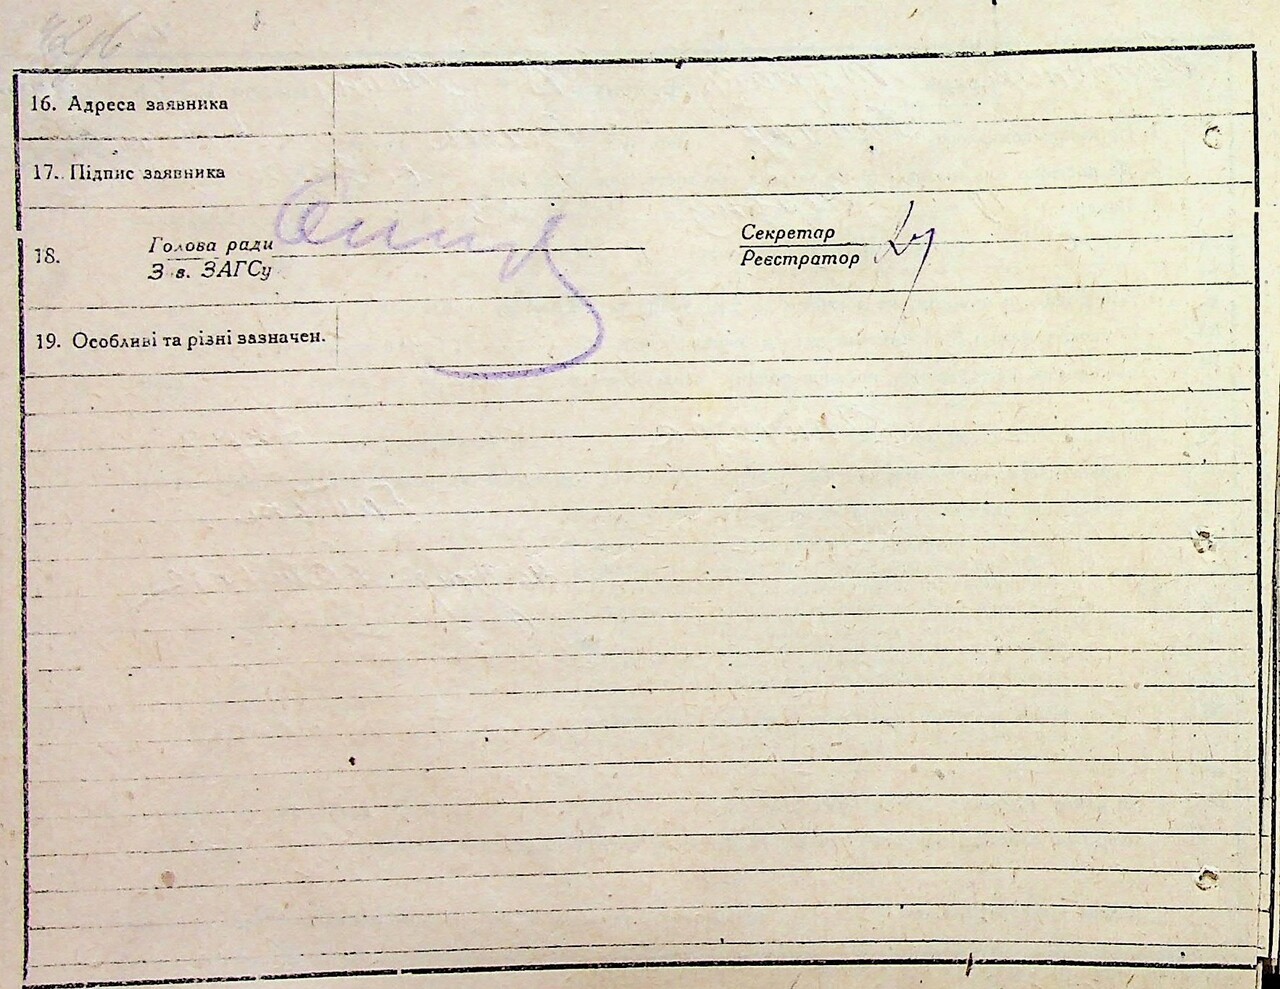 16. Адреса заявника
17. Підпис заявника
18. Голова ради
З в. ЗАГСу
Секретар
Реєстратор
19. Особливі та різні зазначен.